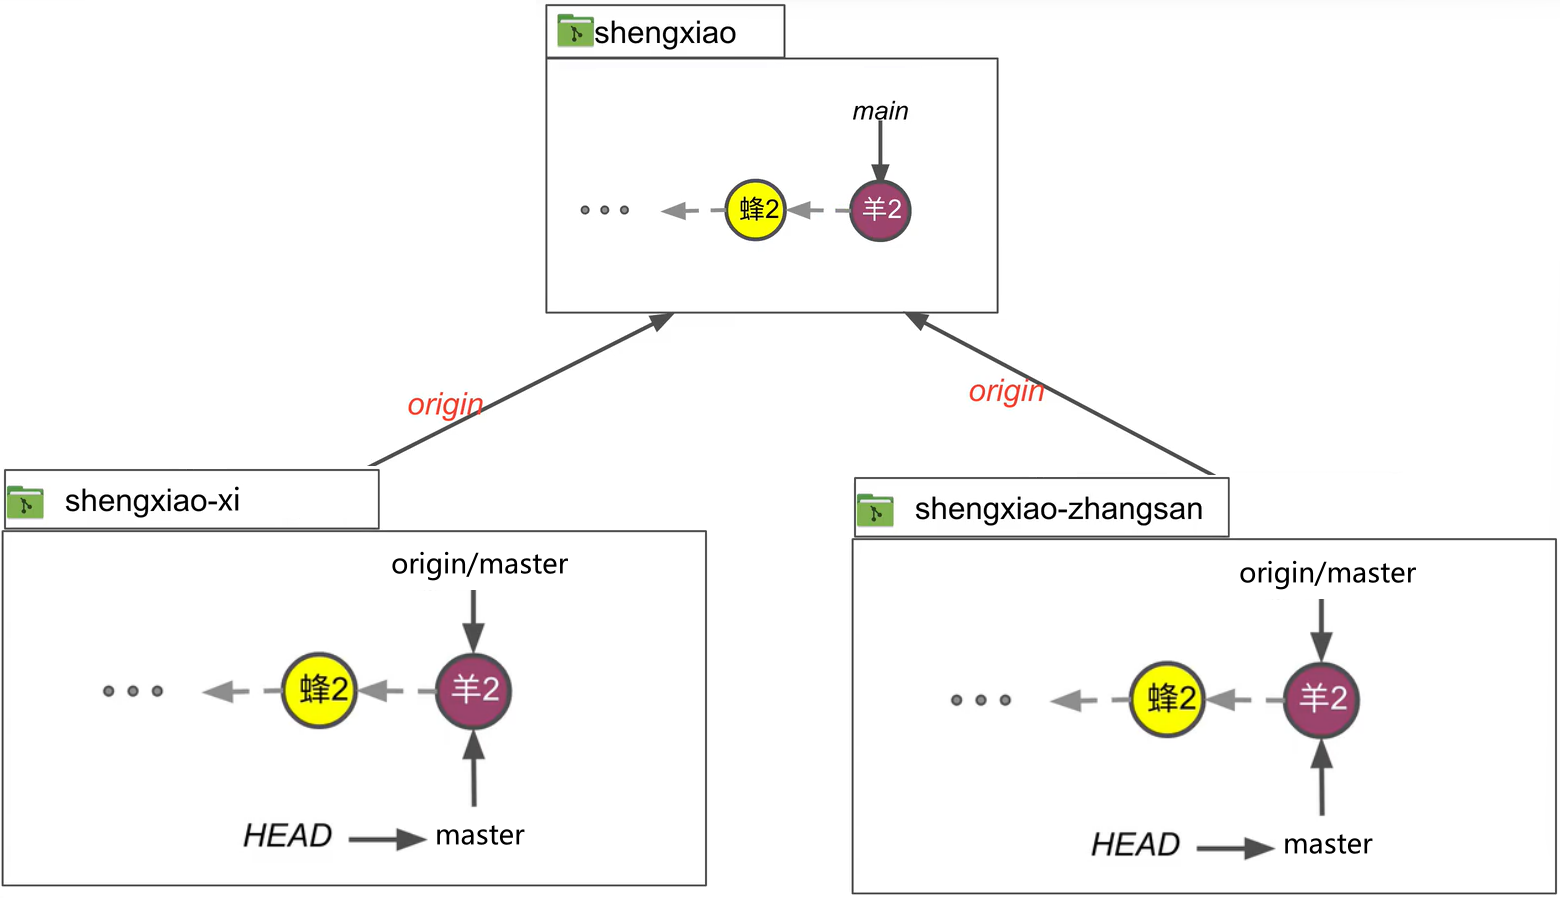 shengxiao
main
蜂2
羊2
origin
origin
shengxiao-xi
origin/master
蜂2
羊2
HEAD
master
shengxiao-zhangsan
origin/master
蜂2
羊2
HEAD
master